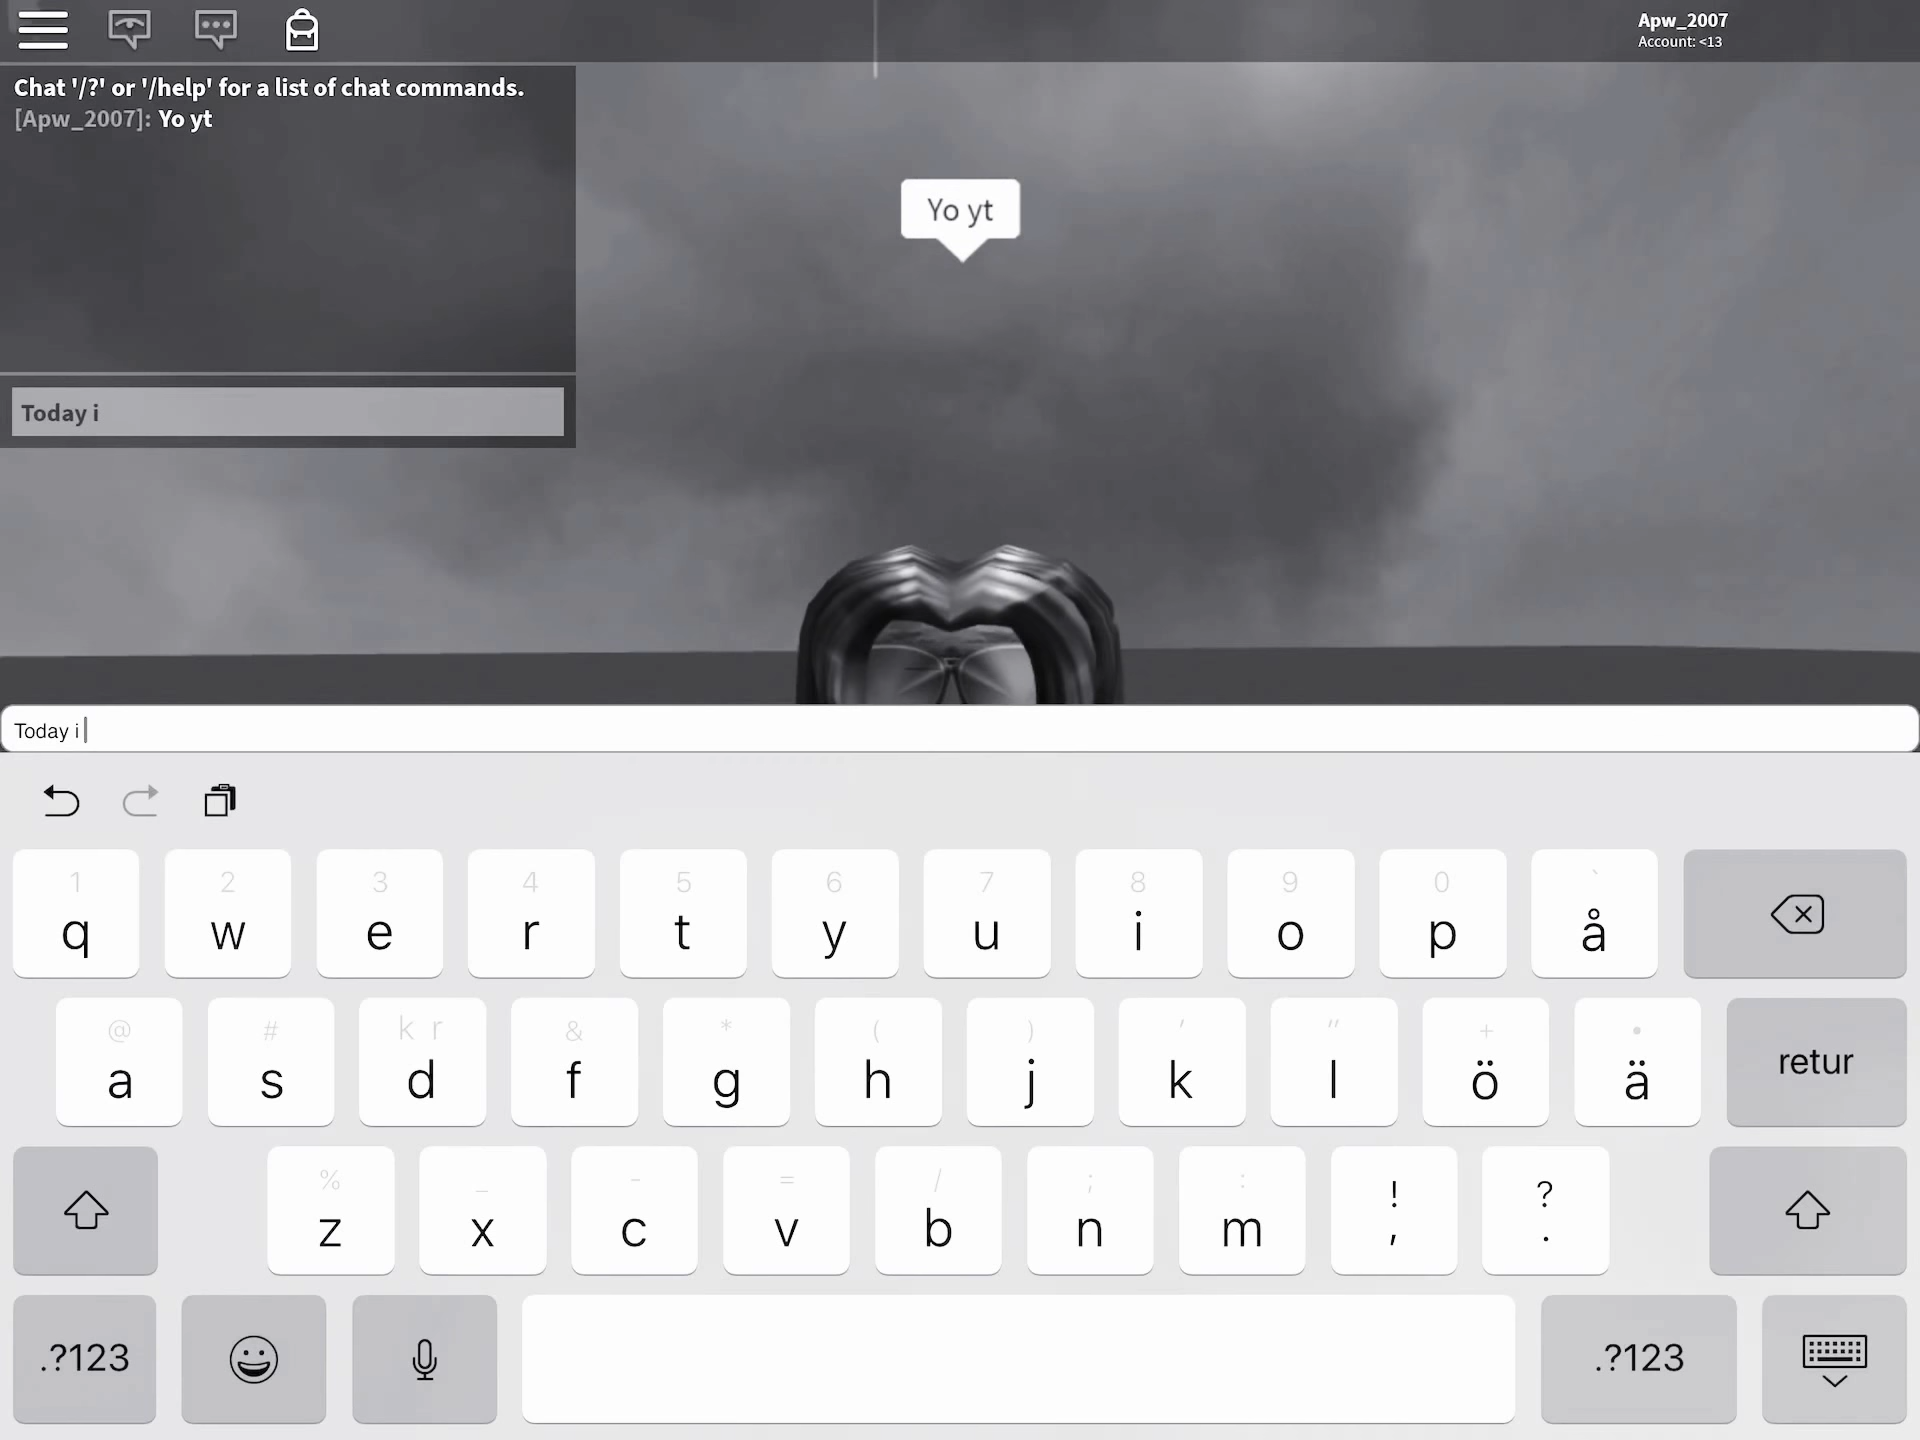 Apw_2007
Account: <13
Chat '/?' or '/help' for a list of chat commands.
[Apw_2007]: Yo yt
Yo yt
Today i
Today i
1 2 3 4 5 6 7 8 9 0 `
q w e r t y u i o p å
@ # k r & * ( ) ' " + •
a s d f g h j k l ö ä retur
% _ - = / ; : ! ?
z x c v b n m , .
.?123 .?123